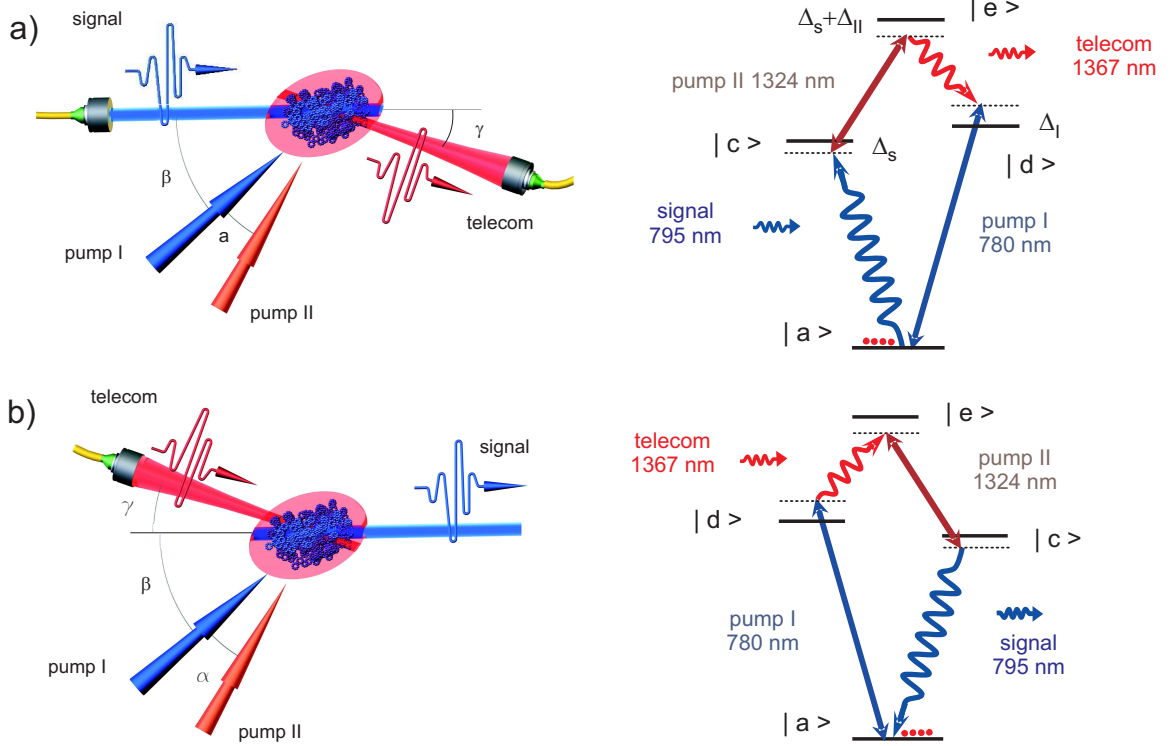 a)
signal
β
a
pump I
pump II
γ
telecom
Δs+ΔII
| e >
telecom
1367 nm
pump II 1324 nm
| c >
Δs
ΔI
| d >
signal
795 nm
pump I
780 nm
| a >
b)
telecom
signal
γ
β
pump I
α
pump II
| e >
telecom
1367 nm
pump II
1324 nm
| d >
| c >
pump I
780 nm
signal
795 nm
| a >